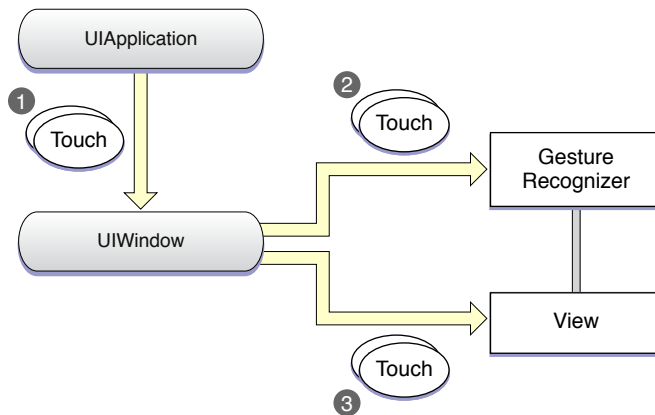 UIApplication
1
Touch
2
Touch
Gesture
Recognizer
UIWindow
View
Touch
3